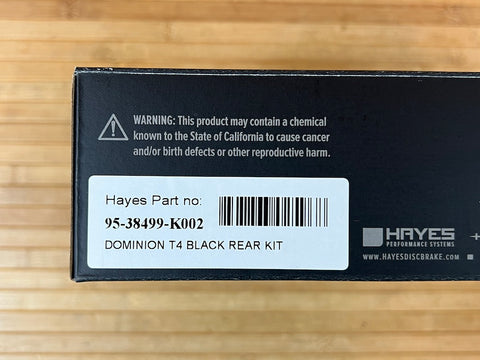 WARNING: This product may contain a chemical
known to the State of California to cause cancer
and/or birth defects or other reproductive harm.
Hayes Part no:
95-38499-K002
DOMINION T4 BLACK REAR KIT
HAYES
PERFORMANCE SYSTEMS
WWW.HAYESDISCBRAKE.COM